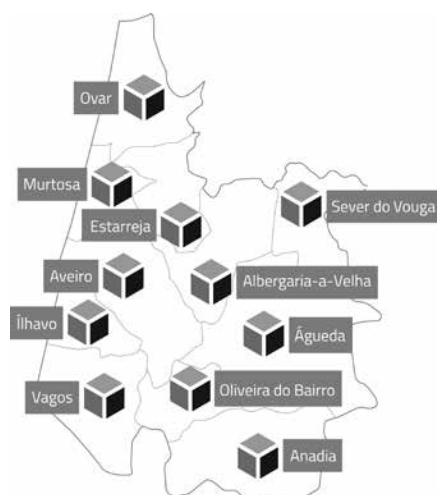 Ovar
Murtosa
Sever do Vouga
Estarreja
Aveiro
Albergaria-a-Velha
Ílhavo
Águeda
Vagos
Oliveira do Bairro
Anadia